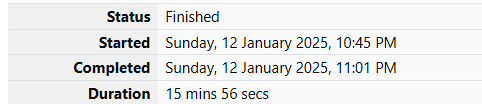 Status Finished
Started Sunday, 12 January 2025, 10:45 PM
Completed Sunday, 12 January 2025, 11:01 PM
Duration 15 mins 56 secs